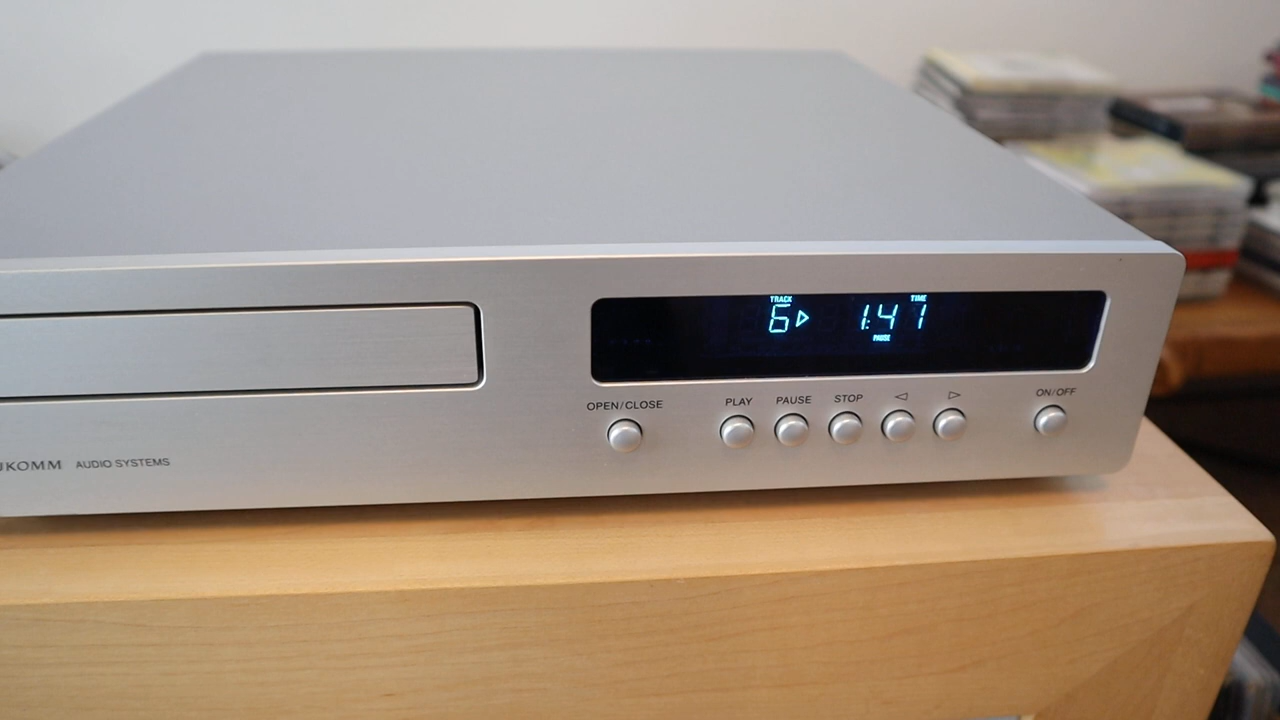 TRACK TIME
6 1:47
PAUSE
OPEN/CLOSE PLAY PAUSE STOP ON/OFF
UKOMM AUDIO SYSTEMS